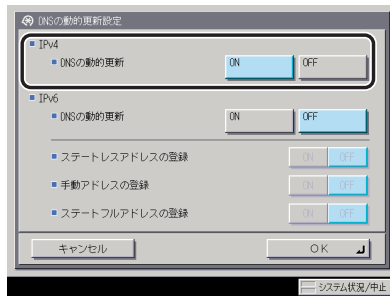 DNSの動的更新設定
IPv4
DNSの動的更新 ON OFF
IPv6
DNSの動的更新 ON OFF
ステートレスアドレスの登録 ON OFF
手動アドレスの登録 ON OFF
ステートフルアドレスの登録 ON OFF
キャンセル OK
システム状況/中止